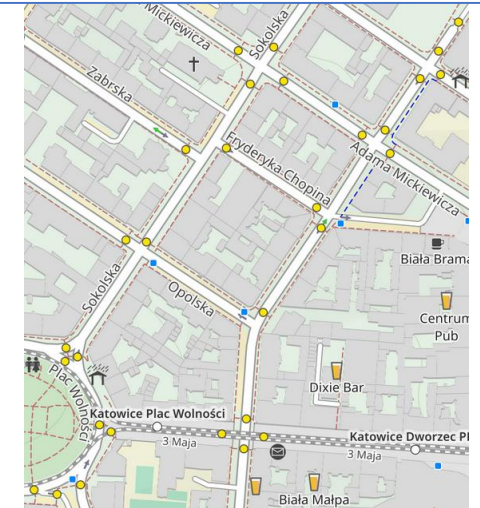 Mickiewicza
Sokolska
Zabrska
Fryderyka Chopina
Adama Mickiewicza
Biała Brama
Sokolska
Opolska
Centrum
Pub
Plac Wolności
Dixie Bar
Katowice Plac Wolności
3 Maja
Katowice Dworzec
3 Maja
Biała Małpa